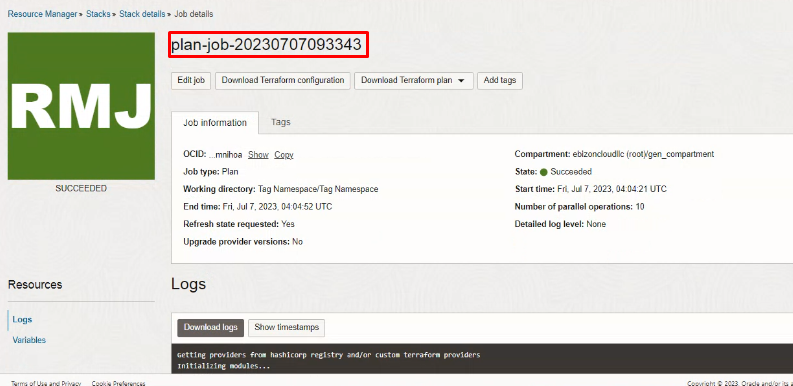 Resource Manager » Stacks » Stack details » Job details
RMJ
SUCCEEDED
plan-job-20230707093343
Edit job
Download Terraform configuration
Download Terraform plan
Add tags
Job information
Tags
OCID: ...mnihoa Show Copy
Job type: Plan
Working directory: Tag Namespace/Tag Namespace
End time: Fri, Jul 7, 2023, 04:04:52 UTC
Refresh state requested: Yes
Upgrade provider versions: No
Compartment: ebizoncloudllc (root)/gen_compartment
State: Succeeded
Start time: Fri, Jul 7, 2023, 04:04:21 UTC
Number of parallel operations: 10
Detailed log level: None
Resources
Logs
Variables
Logs
Download logs
Show timestamps
Getting providers from hashicorp registry and/or custom terraform providers
Initializing modules...
Terms of Use and Privacy
Cookie Preferences
Copyright © 2023, Oracle and/or its a